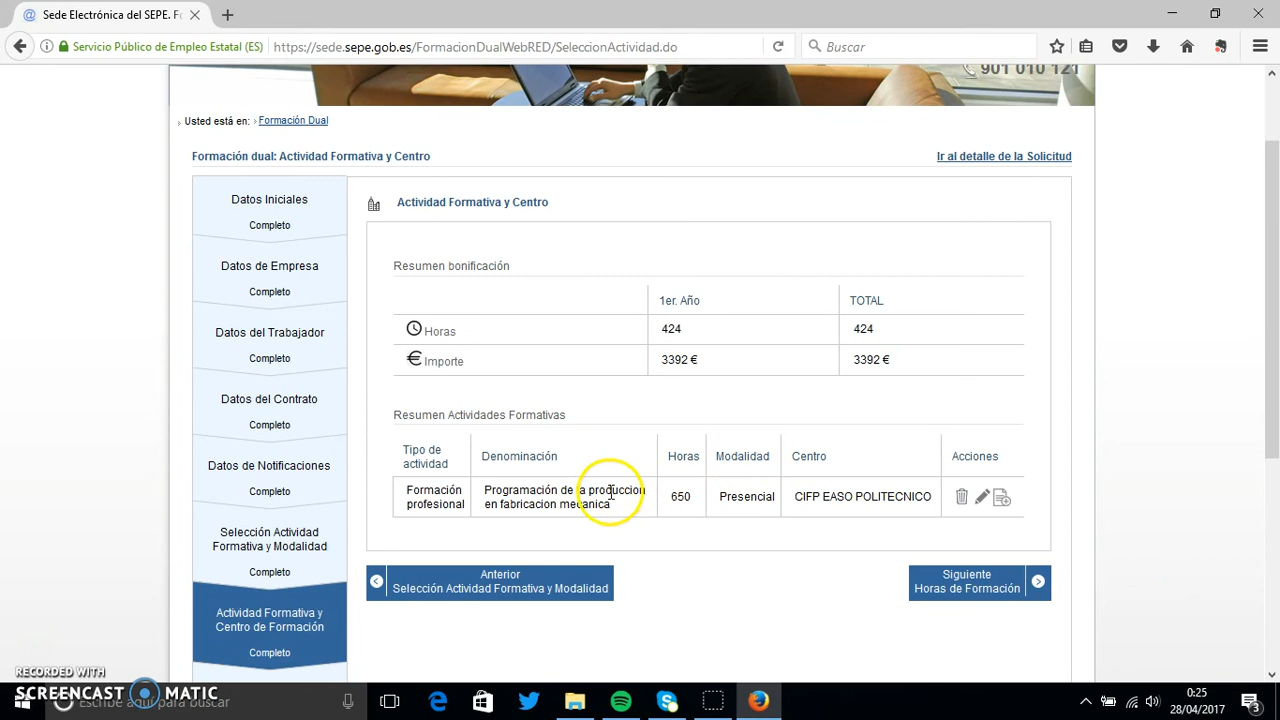 Sede Electrónica del SEPE. Fo
Servicio Público de Empleo Estatal (ES)
https://sede.sepe.gob.es/FormacionDualWebRED/SeleccionActividad.do
Buscar
901 010 121
Usted está en: Formación Dual
Formación dual: Actividad Formativa y Centro
Ir al detalle de la Solicitud
Datos Iniciales
Completo
Datos de Empresa
Completo
Datos del Trabajador
Completo
Datos del Contrato
Completo
Datos de Notificaciones
Completo
Selección Actividad
Formativa y Modalidad
Completo
Actividad Formativa y
Centro de Formación
Completo
Actividad Formativa y Centro
Resumen bonificación
1er. Año TOTAL
Horas 424 424
Importe 3392 € 3392 €
Resumen Actividades Formativas
Tipo de
actividad
Denominación Horas Modalidad Centro Acciones
Formación
profesional
Programación de la produccion
en fabricacion mecanica
650 Presencial CIFP EASO POLITECNICO
Anterior
Selección Actividad Formativa y Modalidad
Siguiente
Horas de Formación
RECORDED WITH
SCREENCAST MATIC
Escribe aquí para buscar
0:25
28/04/2017
3